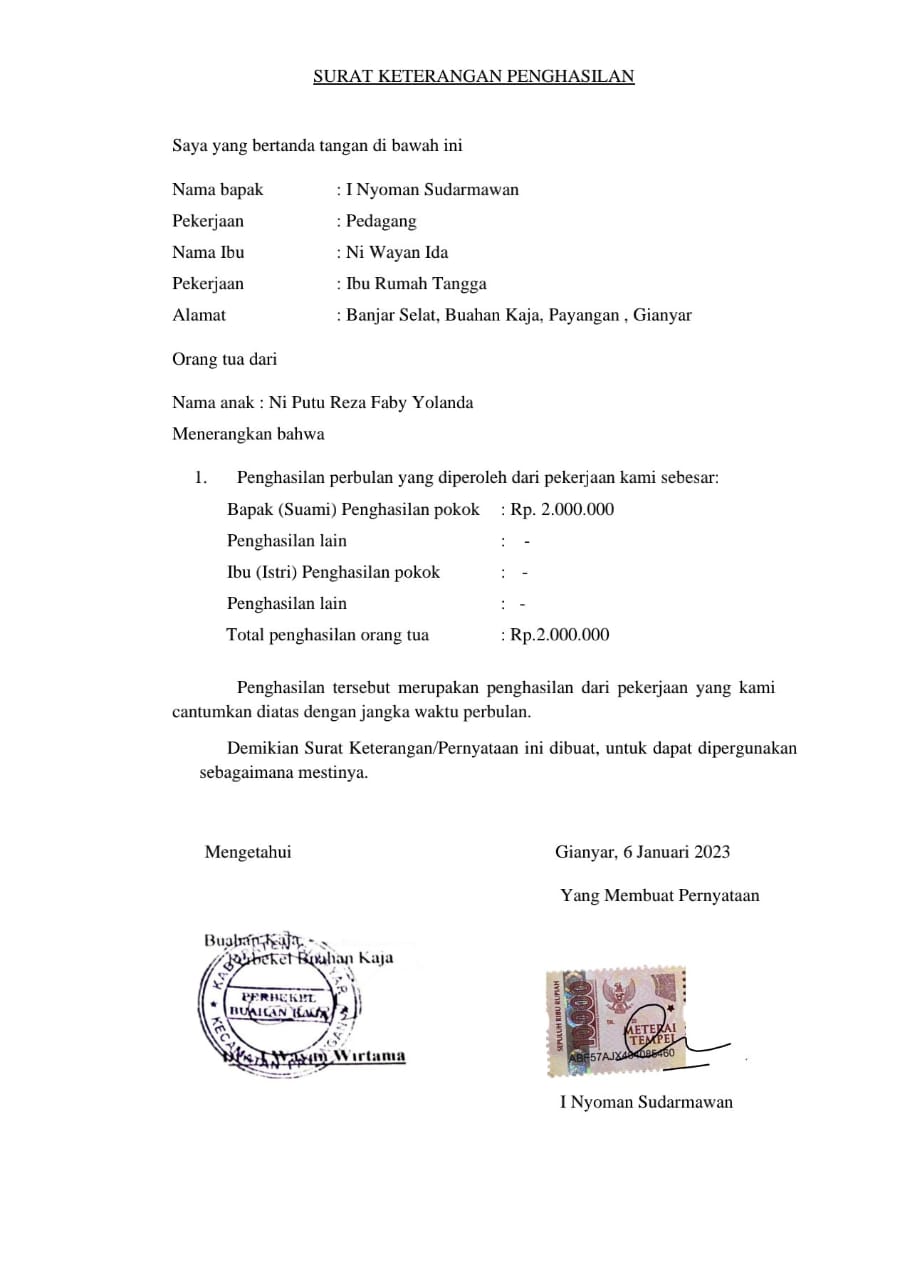 SURAT KETERANGAN PENGHASILAN
Saya yang bertanda tangan di bawah ini
Nama bapak : I Nyoman Sudarmawan
Pekerjaan : Pedagang
Nama Ibu : Ni Wayan Ida
Pekerjaan : Ibu Rumah Tangga
Alamat : Banjar Selat, Buahan Kaja, Payangan , Gianyar
Orang tua dari
Nama anak : Ni Putu Reza Faby Yolanda
Menerangkan bahwa
1. Penghasilan perbulan yang diperoleh dari pekerjaan kami sebesar:
Bapak (Suami) Penghasilan pokok : Rp. 2.000.000
Penghasilan lain : -
Ibu (Istri) Penghasilan pokok : -
Penghasilan lain : -
Total penghasilan orang tua : Rp.2.000.000
Penghasilan tersebut merupakan penghasilan dari pekerjaan yang kami
cantumkan diatas dengan jangka waktu perbulan.
Demikian Surat Keterangan/Pernyataan ini dibuat, untuk dapat dipergunakan
sebagaimana mestinya.
Mengetahui
Gianyar, 6 Januari 2023
Yang Membuat Pernyataan
Buahan Kaja
Buahan Kaja
PERBEKEL
BUAHAN KAJA
Wirtama
SEPULUH RIBU RUPIAH
10000
METERAI
TEMPEL
I Nyoman Sudarmawan